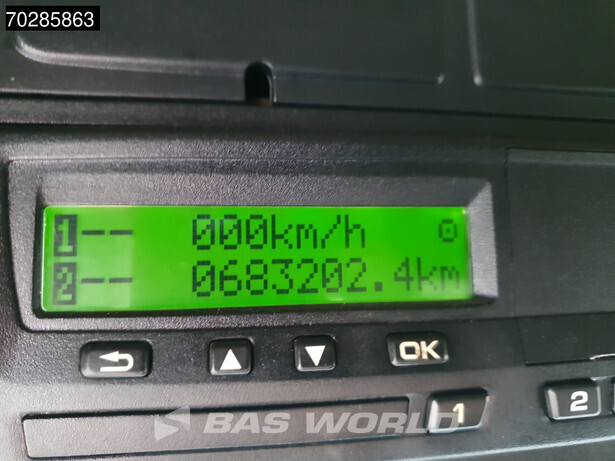 70285863
1-- 000km/h
2-- 0683202.4km
OK
BAS WORLD
1
2